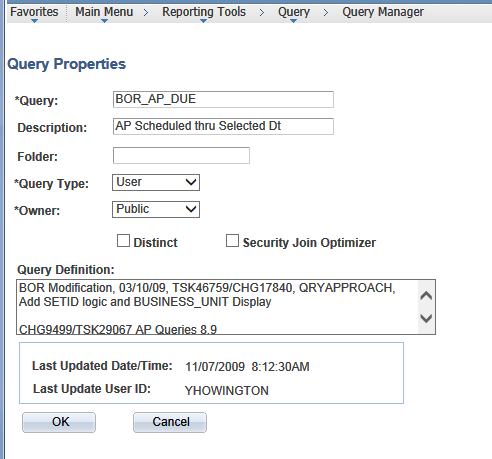 Favorites Main Menu > Reporting Tools > Query > Query Manager
Query Properties
*Query: BOR_AP_DUE
Description: AP Scheduled thru Selected Dt
Folder:
*Query Type: User
*Owner: Public
Distinct Security Join Optimizer
Query Definition:
BOR Modification, 03/10/09, TSK46759/CHG17840, QRYAPPROACH,
Add SETID logic and BUSINESS_UNIT Display
CHG9499/TSK29067 AP Queries 8.9
Last Updated Date/Time: 11/07/2009 8:12:30AM
Last Update User ID: YHOWINGTON
OK Cancel